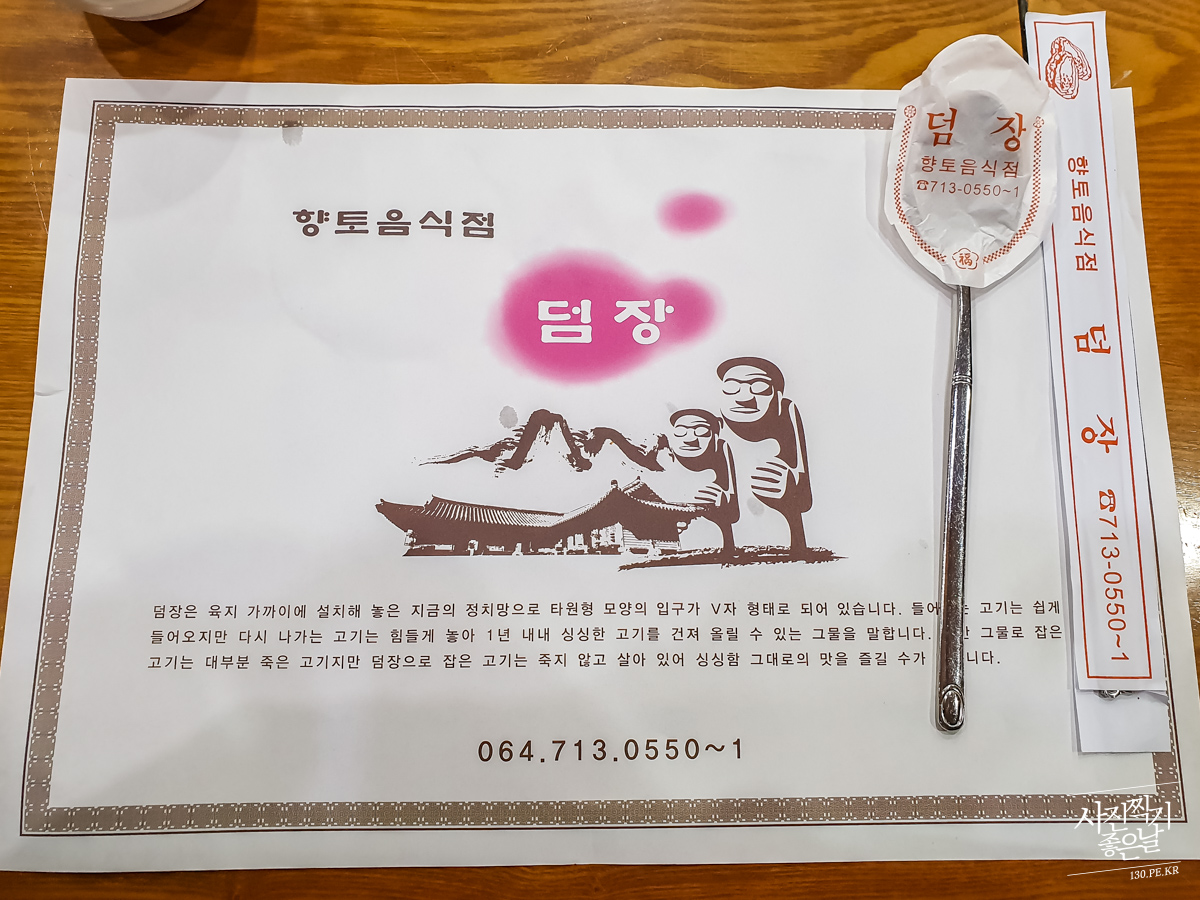 향토음식점
덤장
덤장은 육지 가까이에 설치해 놓은 지금의 정치망으로 타원형 모양의 입구가 V자 형태로 되어 있습니다. 고기는 쉽게
들어오지만 다시 나가는 고기는 힘들게 놓아 1년 내내 싱싱한 고기를 건져 올릴 수 있는 그물을 말합니다. 그물로 잡은
고기는 대부분 죽은 고기지만 덤장으로 잡은 고기는 죽지 않고 살아 있어 싱싱함 그대로의 맛을 즐길 수가
064.713.0550~1
덤 장
향토음식점
☎713-0550~1
福
향토음식점 덤 장 ☎713-0550~1
사진찍기
좋은날
130.PE.KR